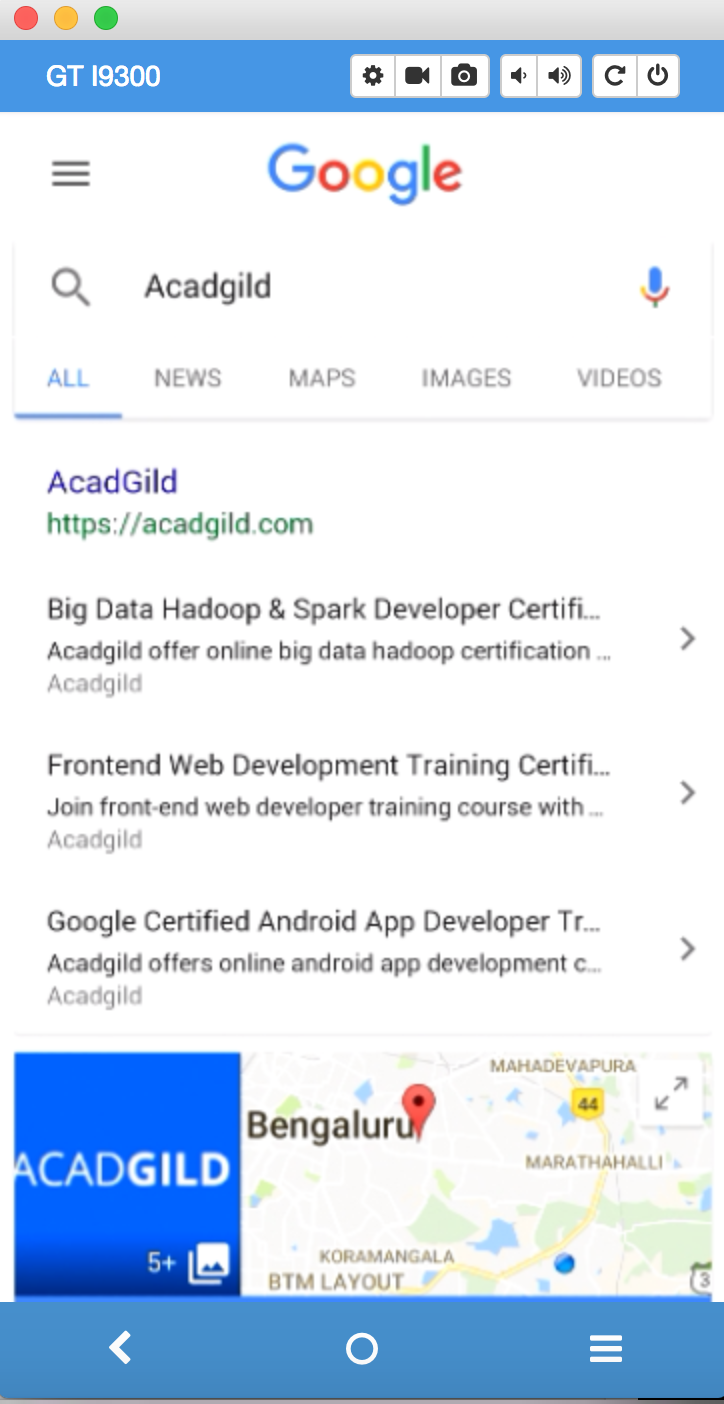 GT I9300
Google
Acadgild
ALL NEWS MAPS IMAGES VIDEOS
AcadGild
https://acadgild.com
Big Data Hadoop & Spark Developer Certifi...
Acadgild offer online big data hadoop certification ...
Acadgild
Frontend Web Development Training Certifi...
Join front-end web developer training course with ...
Acadgild
Google Certified Android App Developer Tr...
Acadgild offers online android app development c...
Acadgild
MAHADEVAPURA
44
Bengaluru
MARATHAHALLI
ACADGILD
5+
KORAMANGALA
BTM LAYOUT
3